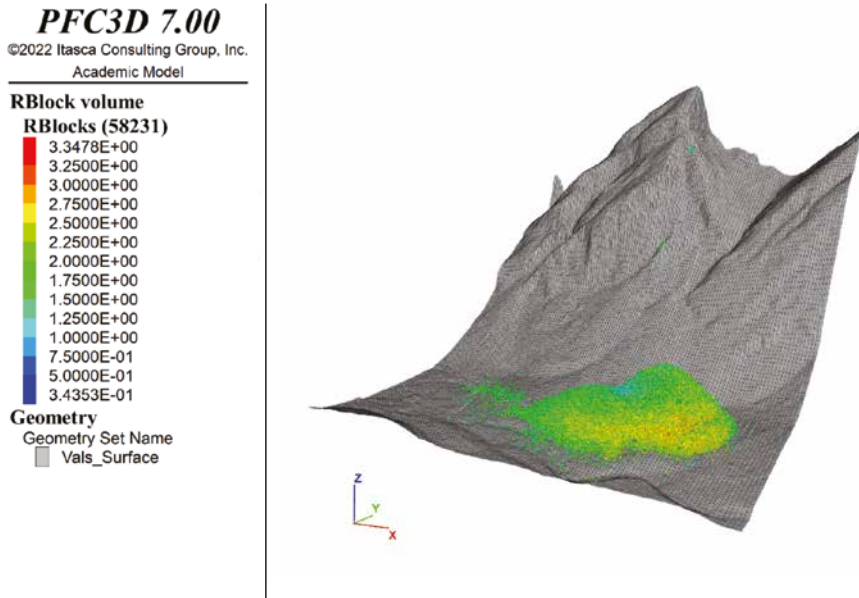 PFC3D 7.00
©2022 Itasca Consulting Group, Inc.
Academic Model
RBlock volume
RBlocks (58231)
3.3478E+00
3.2500E+00
3.0000E+00
2.7500E+00
2.5000E+00
2.2500E+00
2.0000E+00
1.7500E+00
1.5000E+00
1.2500E+00
1.0000E+00
7.5000E-01
5.0000E-01
3.4353E-01
Geometry
Geometry Set Name
Vals_Surface
Z
Y
X